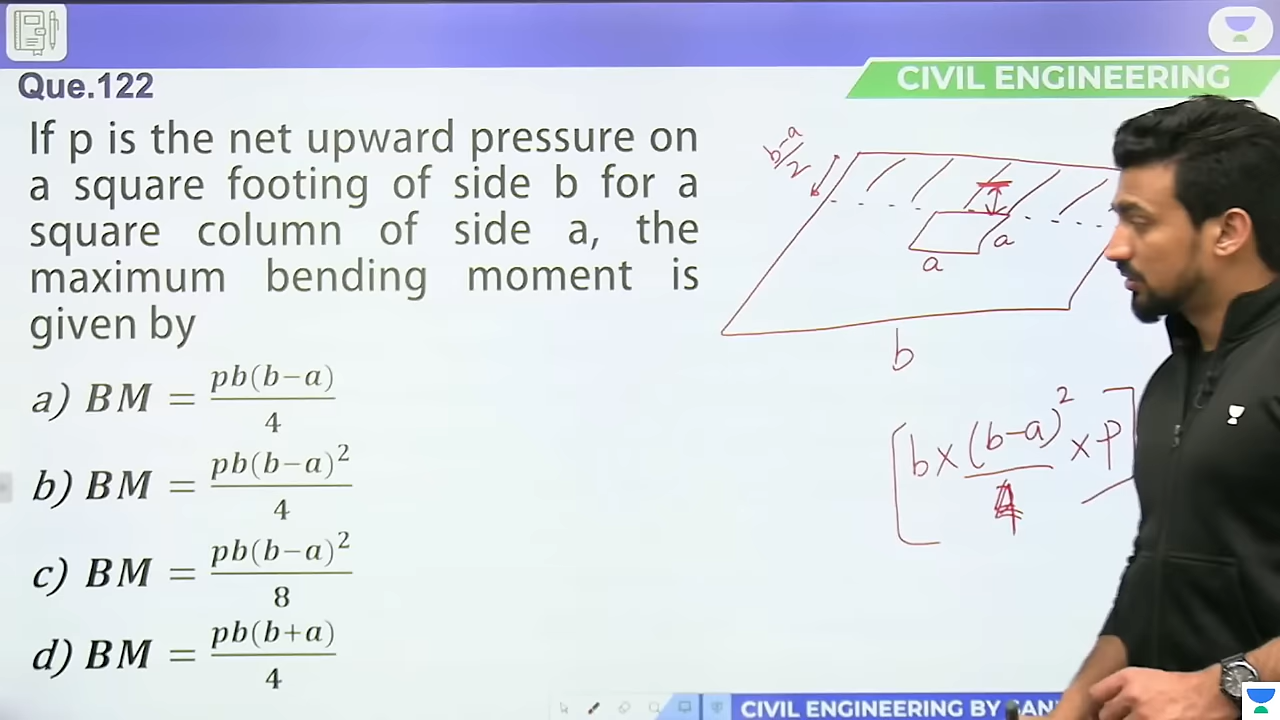 Que.122
CIVIL ENGINEERING
If p is the net upward pressure on
a square footing of side b for a
square column of side a, the
maximum bending moment is
given by
a) BM = pb(b−a)/4
b) BM = pb(b−a)²/4
c) BM = pb(b−a)²/8
d) BM = pb(b+a)/4
b-a/2
a
a
b
[b×(b-a)²/4×P]
CIVIL ENGINEERING BY